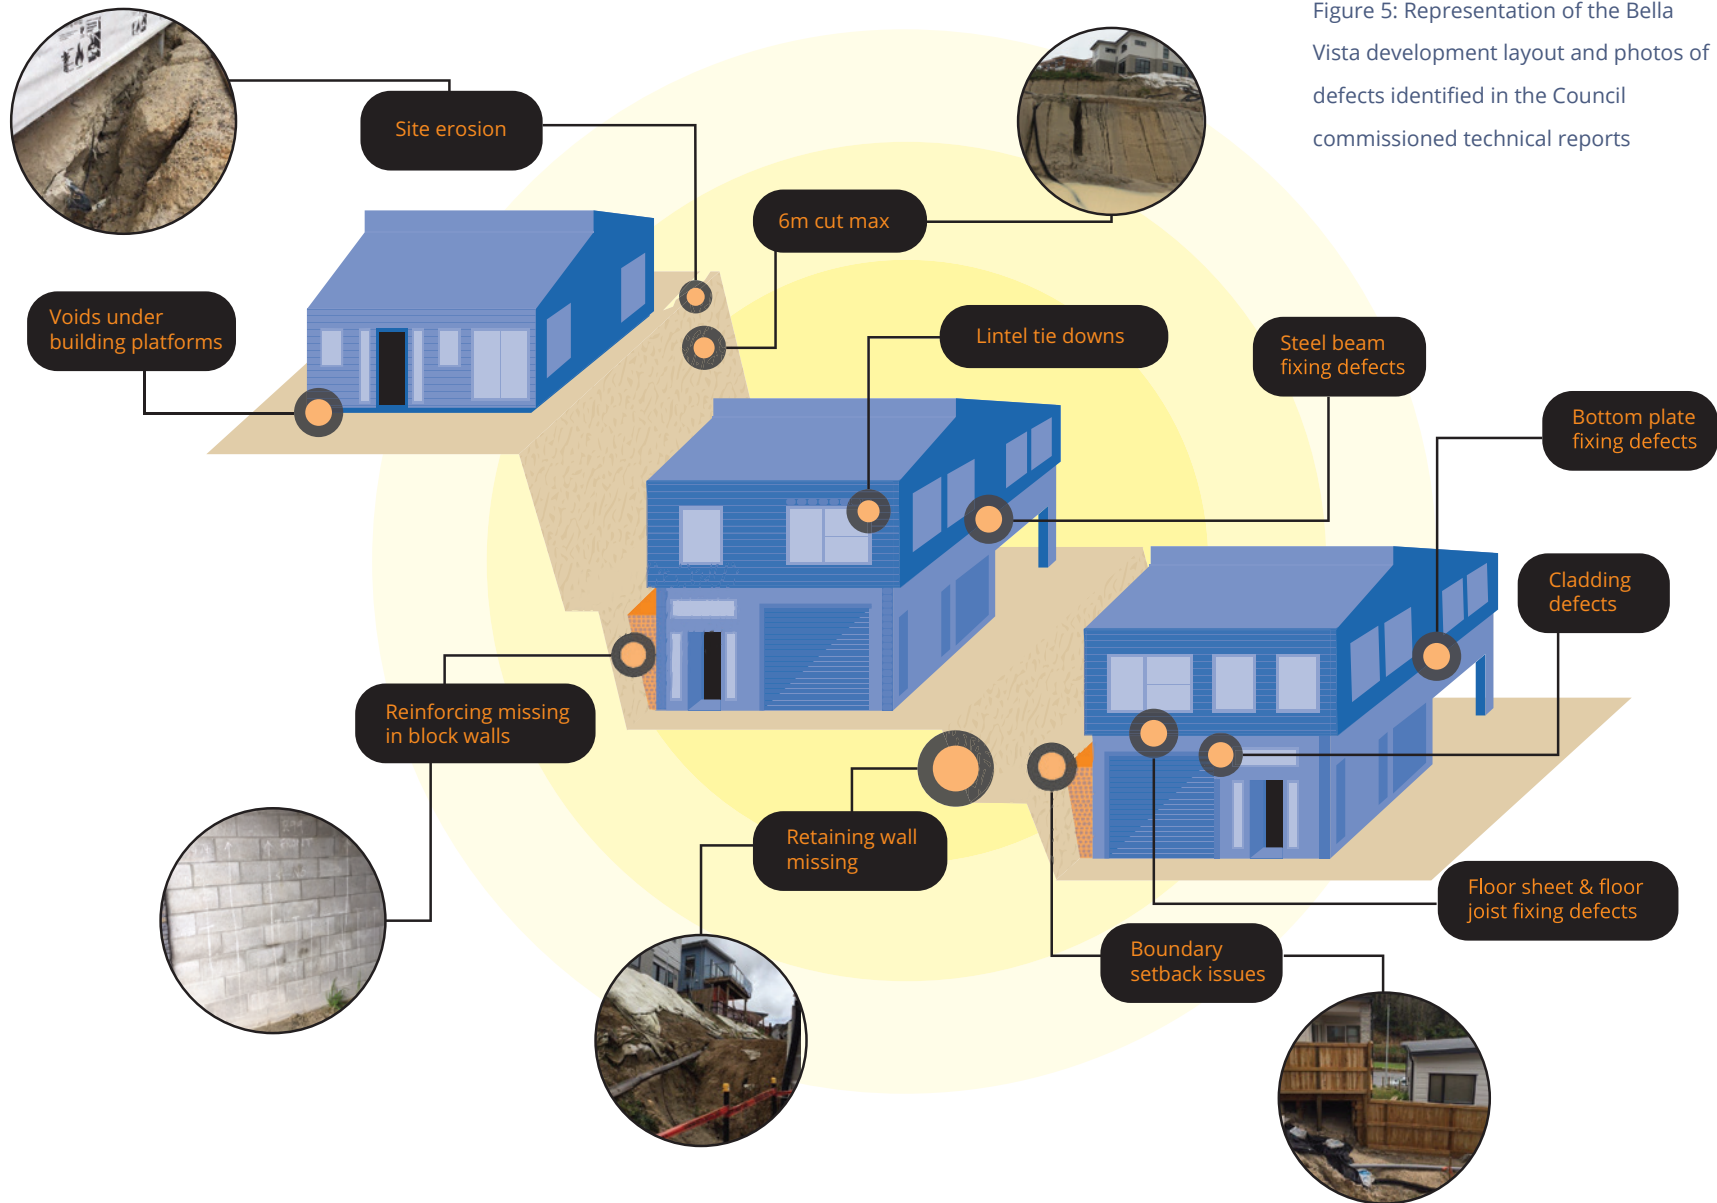 Figure 5: Representation of the Bella
Vista development layout and photos of
defects identified in the Council
commissioned technical reports
Site erosion
6m cut max
Voids under
building platforms
Lintel tie downs
Steel beam
fixing defects
Bottom plate
fixing defects
Cladding
defects
Reinforcing missing
in block walls
Retaining wall
missing
Floor sheet & floor
joist fixing defects
Boundary
setback issues